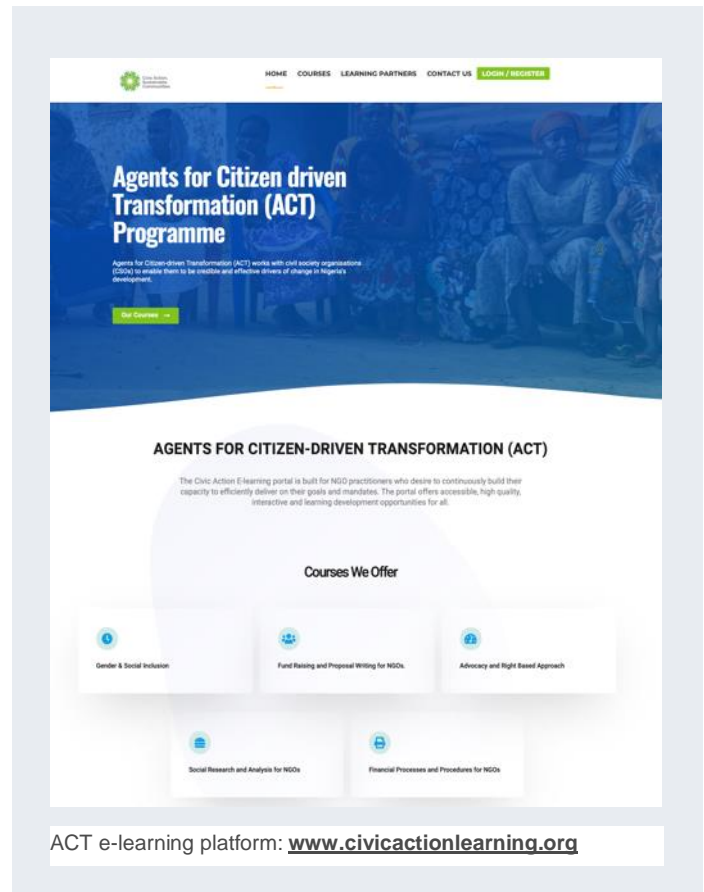 Civic Action.
Sustainable
Communities
HOME COURSES LEARNING PARTNERS CONTACT US LOGIN / REGISTER
Agents for Citizen driven
Transformation (ACT)
Programme
Agents for Citizen-driven Transformation (ACT) works with civil society organisations
(CSOs) to enable them to be credible and effective drivers of change in Nigeria's
development.
Our Courses →
AGENTS FOR CITIZEN-DRIVEN TRANSFORMATION (ACT)
The Civic Action E-learning portal is built for NGO practitioners who desire to continuously build their
capacity to efficiently deliver on their goals and mandates. The portal offers accessible, high quality,
interactive and learning development opportunities for all.
Courses We Offer
Gender & Social Inclusion
Fund Raising and Proposal Writing for NGOs.
Advocacy and Right Based Approach
Social Research and Analysis for NGOs
Financial Processes and Procedures for NGOs
ACT e-learning platform: www.civicactionlearning.org